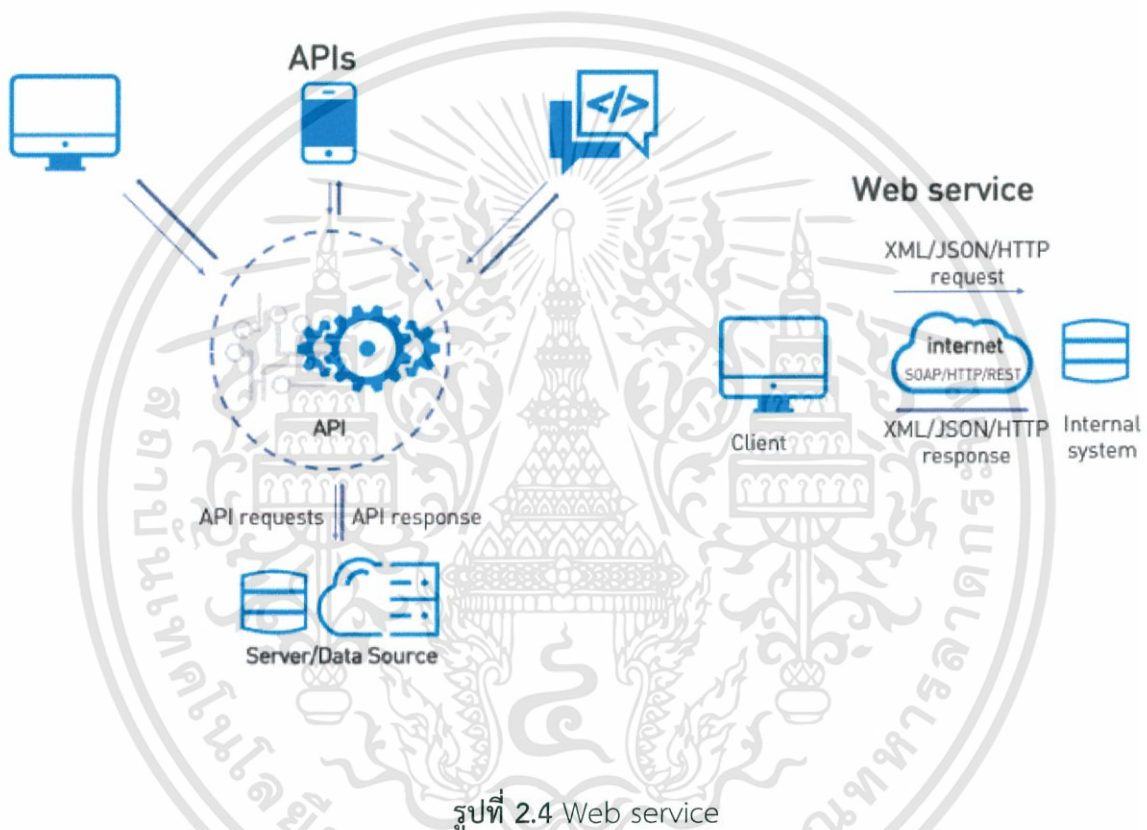 APIs
API
API requests
API response
Server/Data Source
Web service
XML/JSON/HTTP
request
internet
SOAP/HTTP/REST
Client
XML/JSON/HTTP
response
Internal
system
รูปที่ 2.4 Web service